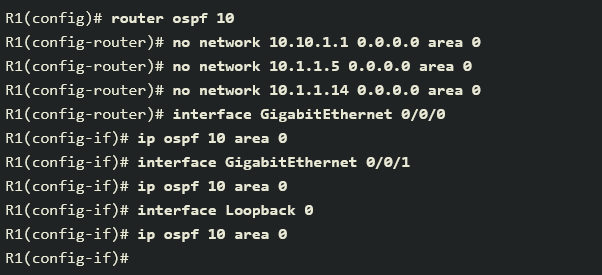 R1(config)# router ospf 10
R1(config-router)# no network 10.10.1.1 0.0.0.0 area 0
R1(config-router)# no network 10.1.1.5 0.0.0.0 area 0
R1(config-router)# no network 10.1.1.14 0.0.0.0 area 0
R1(config-router)# interface GigabitEthernet 0/0/0
R1(config-if)# ip ospf 10 area 0
R1(config-if)# interface GigabitEthernet 0/0/1
R1(config-if)# ip ospf 10 area 0
R1(config-if)# interface Loopback 0
R1(config-if)# ip ospf 10 area 0
R1(config-if)#